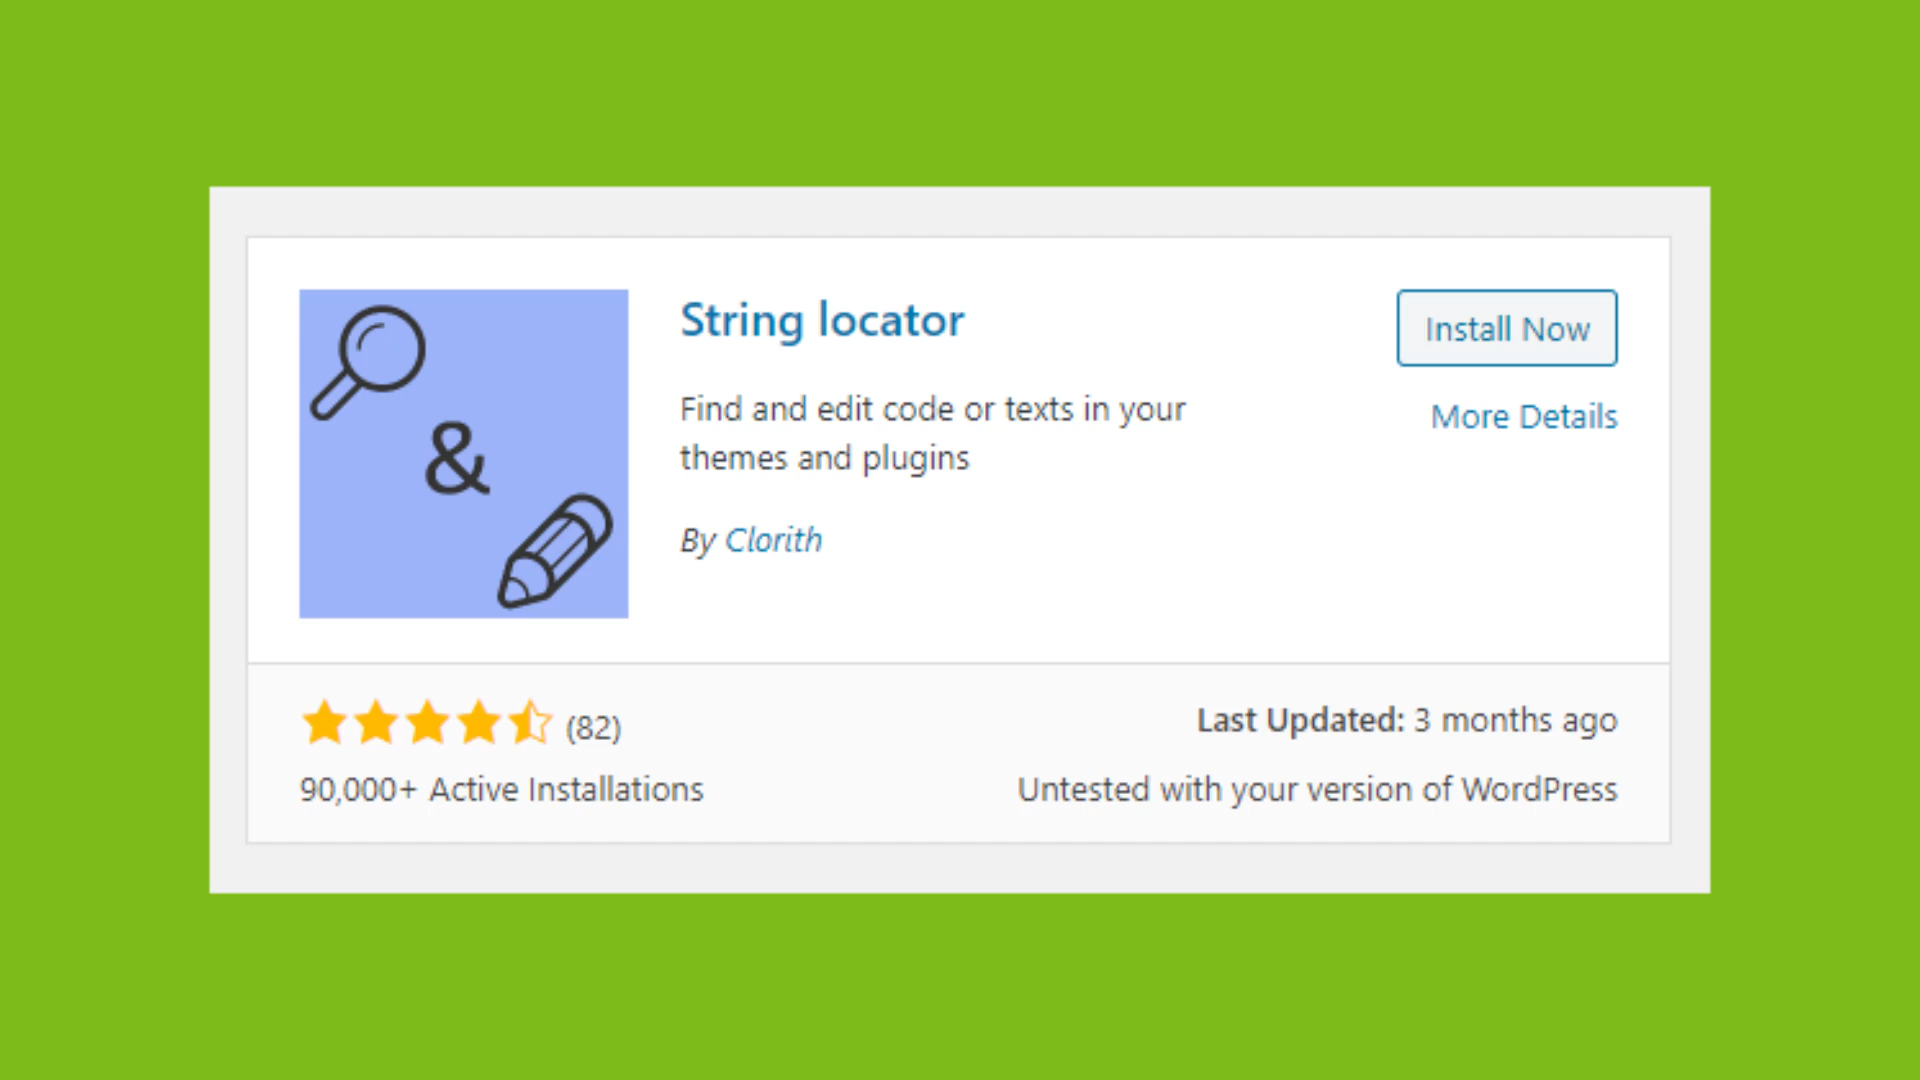 &
String locator
Install Now
Find and edit code or texts in your
themes and plugins
More Details
By Clorith
(82)
Last Updated: 3 months ago
90,000+ Active Installations
Untested with your version of WordPress